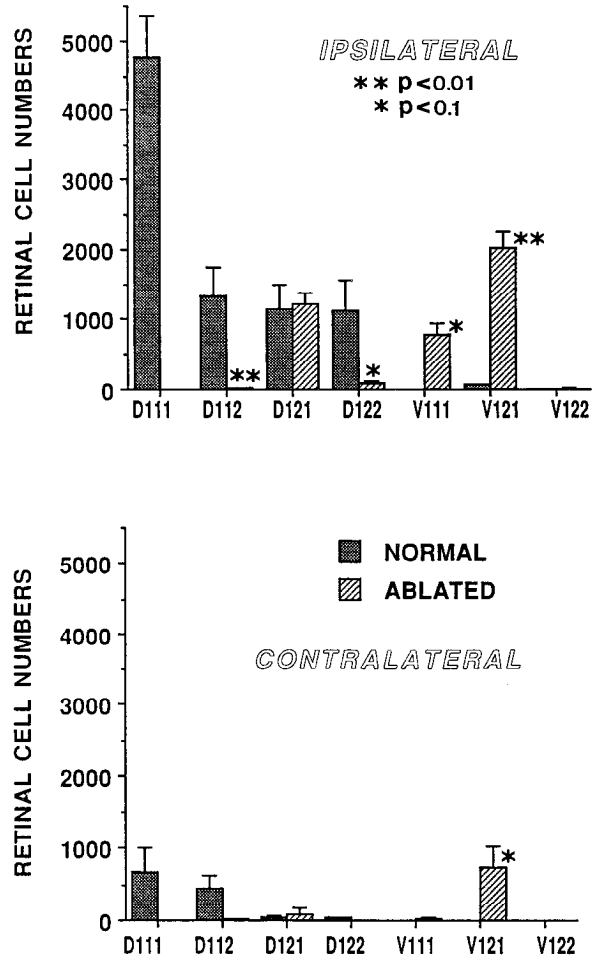 IPSILATERAL
** p<0.01
* p<0.1
RETINAL CELL NUMBERS
5000
4000
3000
2000
1000
0
**
*
*
**
D111 D112 D121 D122 V111 V121 V122
NORMAL
ABLATED
CONTRALATERAL
RETINAL CELL NUMBERS
5000
4000
3000
2000
1000
0
*
D111 D112 D121 D122 V111 V121 V122